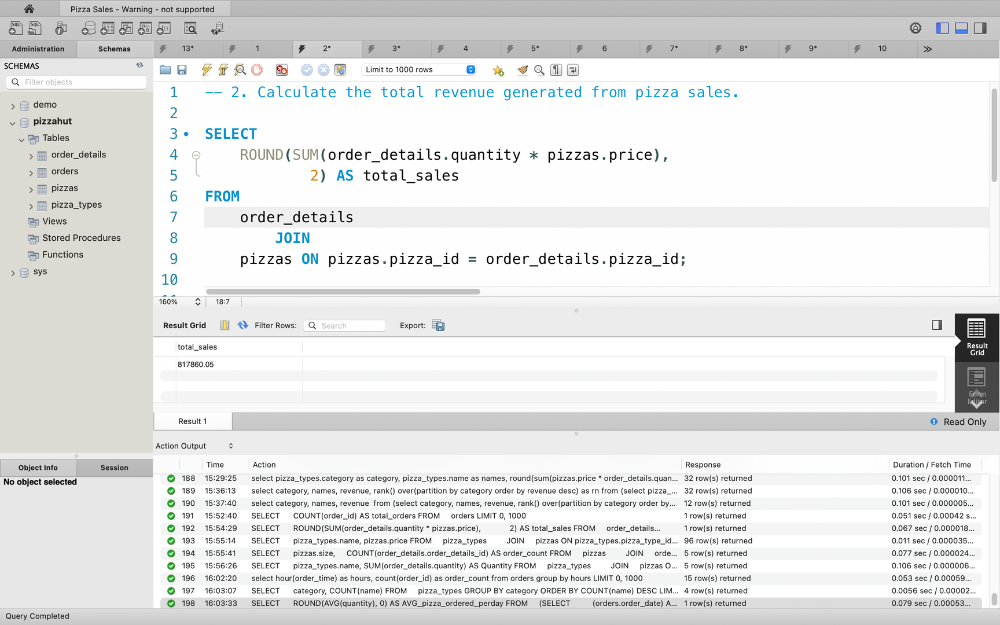 Pizza Sales - Warning - not supported
Administration
Schemas
13*
1
2*
3*
4
5*
6
7*
8*
9*
10
SCHEMAS
Filter objects
demo
pizzahut
Tables
order_details
orders
pizzas
pizza_types
Views
Stored Procedures
Functions
sys
Limit to 1000 rows
1 -- 2. Calculate the total revenue generated from pizza sales.
2
3 SELECT
4 ROUND(SUM(order_details.quantity * pizzas.price),
5 2) AS total_sales
6 FROM
7 order_details
8 JOIN
9 pizzas ON pizzas.pizza_id = order_details.pizza_id;
10
160% 18:7
Result Grid
Filter Rows:
Search
Export:
Result
Grid
Form
Editor
total_sales
817860.05
Result 1
Read Only
Action Output
Time Action Response Duration / Fetch Time
188 15:29:25 select pizza_types.category as category, pizza_types.name as names, round(sum(pizzas.price * order_details.quan... 32 row(s) returned 0.101 sec / 0.000011...
189 15:36:13 select category, names, revenue, rank() over(partition by category order by revenue desc) as rn from (select pizza_... 32 row(s) returned 0.106 sec / 0.000010...
190 15:37:40 select category, names, revenue from (select category, names, revenue, rank() over(partition by category order by... 12 row(s) returned 0.101 sec / 0.000005...
191 15:52:40 SELECT COUNT(order_id) AS total_orders FROM orders LIMIT 0, 1000 1 row(s) returned 0.051 sec / 0.00042 s...
192 15:54:29 SELECT ROUND(SUM(order_details.quantity * pizzas.price), 2) AS total_sales FROM order_details... 1 row(s) returned 0.067 sec / 0.000018...
193 15:55:14 SELECT pizza_types.name, pizzas.price FROM pizza_types JOIN pizzas ON pizza_types.pizza_type_id... 96 row(s) returned 0.011 sec / 0.000035...
194 15:55:41 SELECT pizzas.size, COUNT(order_details.order_details_id) AS order_count FROM pizzas JOIN orde... 5 row(s) returned 0.077 sec / 0.000024...
195 15:56:26 SELECT pizza_types.name, SUM(order_details.quantity) AS Quantity FROM pizza_types JOIN pizzas O... 5 row(s) returned 0.106 sec / 0.000006...
196 16:02:20 select hour(order_time) as hours, count(order_id) as order_count from orders group by hours LIMIT 0, 1000 15 row(s) returned 0.053 sec / 0.00059...
197 16:03:07 SELECT category, COUNT(name) FROM pizza_types GROUP BY category ORDER BY COUNT(name) DESC LIM... 4 row(s) returned 0.0056 sec / 0.00002...
198 16:03:33 SELECT ROUND(AVG(quantity), 0) AS AVG_pizza_ordered_perday FROM (SELECT (orders.order_date) A... 1 row(s) returned 0.079 sec / 0.00053...
Object Info
Session
No object selected
Query Completed